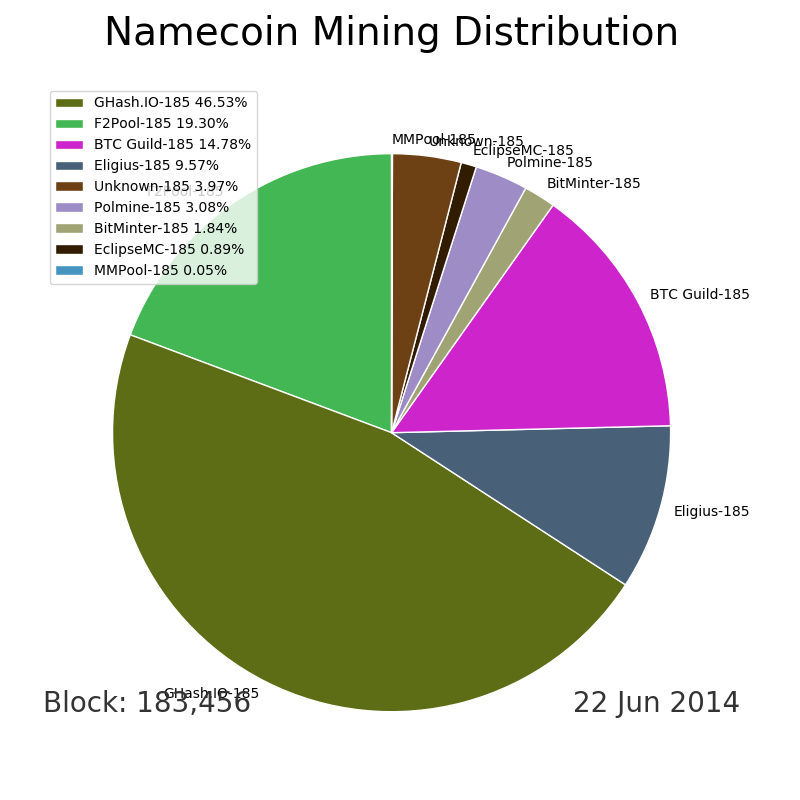 Namecoin Mining Distribution
GHash.IO-185 46.53%
F2Pool-185 19.30%
BTC Guild-185 14.78%
Eligius-185 9.57%
Unknown-185 3.97%
Polmine-185 3.08%
BitMinter-185 1.84%
EclipseMC-185 0.89%
MMPool-185 0.05%
MMPool-185
Unknown-185
EclipseMC-185
Polmine-185
BitMinter-185
F2Pool-185
BTC Guild-185
Eligius-185
GHash.IO-185
Block: 183,456
22 Jun 2014